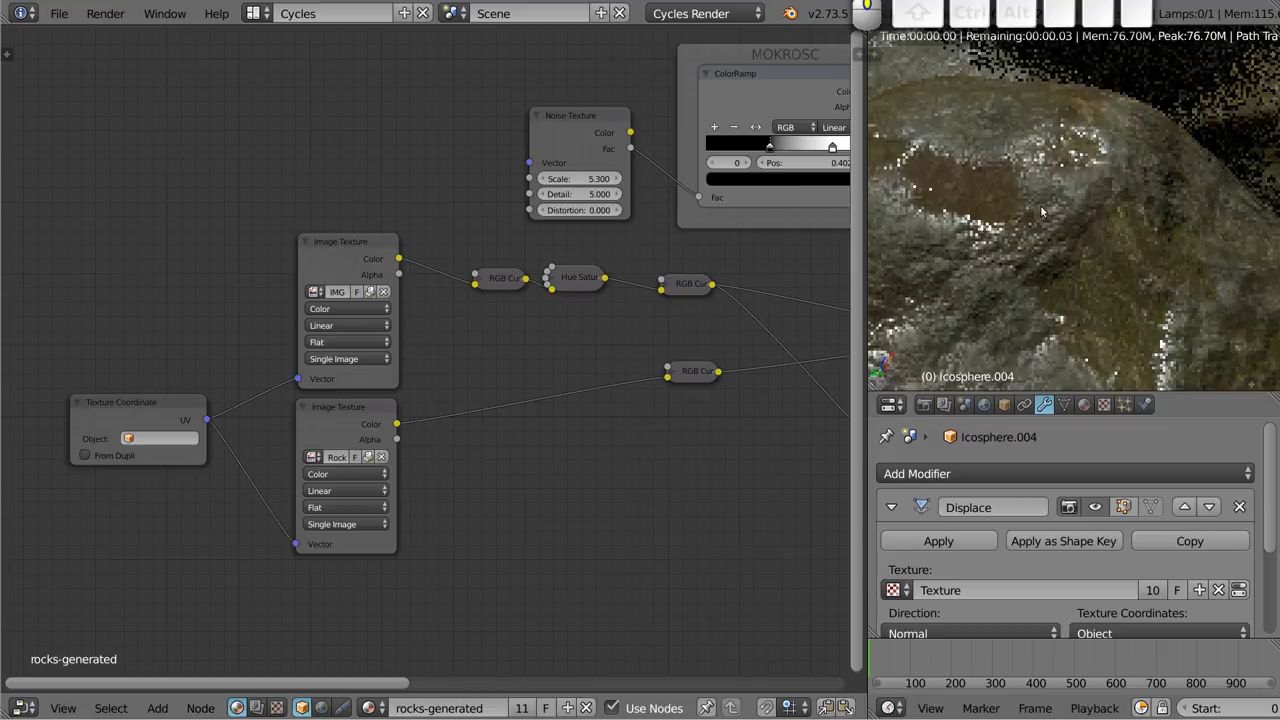 File Render Window Help Cycles Scene Cycles Render v2.73.5 Ctrl Alt Lamps:0/1 | Mem:115.
Time:00:00.00 | Remaining:00:00.03 | Mem:76.70M, Peak:76.70M | Path Tra
MOKROSC
ColorRamp
Noise Texture
Color
Fac
Vector
Scale: 5.300
Detail: 5.000
Distortion: 0.000
RGB Linear
0 Pos: 0.402
Fac
Image Texture
Color
Alpha
IMG F
Color
Linear
Flat
Single Image
Vector
RGB Cur
Hue Satur
RGB Cur
RGB Cur
Texture Coordinate
UV
Object:
From Dupli
Image Texture
Color
Alpha
Rock F
Color
Linear
Flat
Single Image
Vector
rocks-generated
(0) Icosphere.004
Icosphere.004
Add Modifier
Displace
Apply Apply as Shape Key Copy
Texture:
Texture 10 F
Direction: Texture Coordinates:
Normal Object
100 200 300 400 500 600 700 800 900
View Select Add Node rocks-generated 11 F Use Nodes
View Marker Frame Playback Start: 0